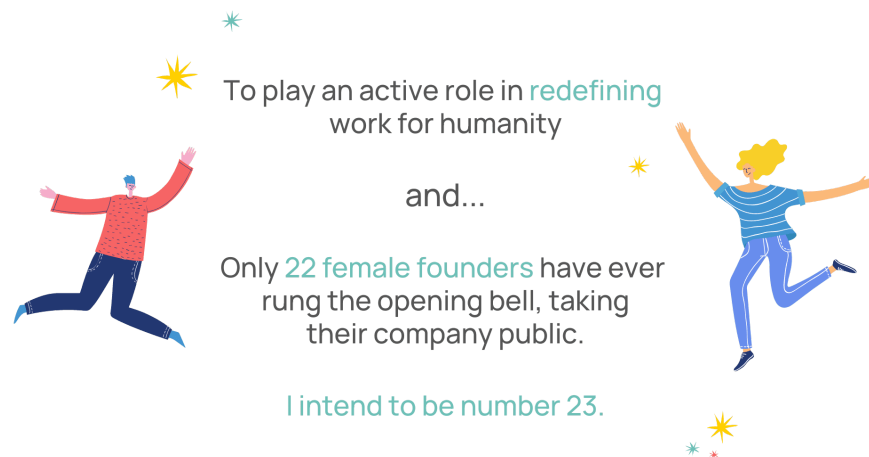 To play an active role in redefining
work for humanity
and...
Only 22 female founders have ever
rung the opening bell, taking
their company public.
I intend to be number 23.